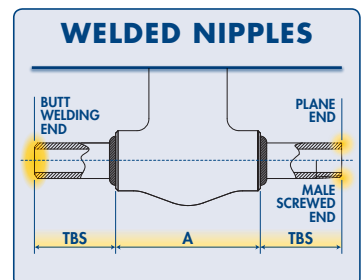 WELDED NIPPLES
BUTT
WELDING
END
PLANE
END
MALE
SCREWED
END
TBS
A
TBS